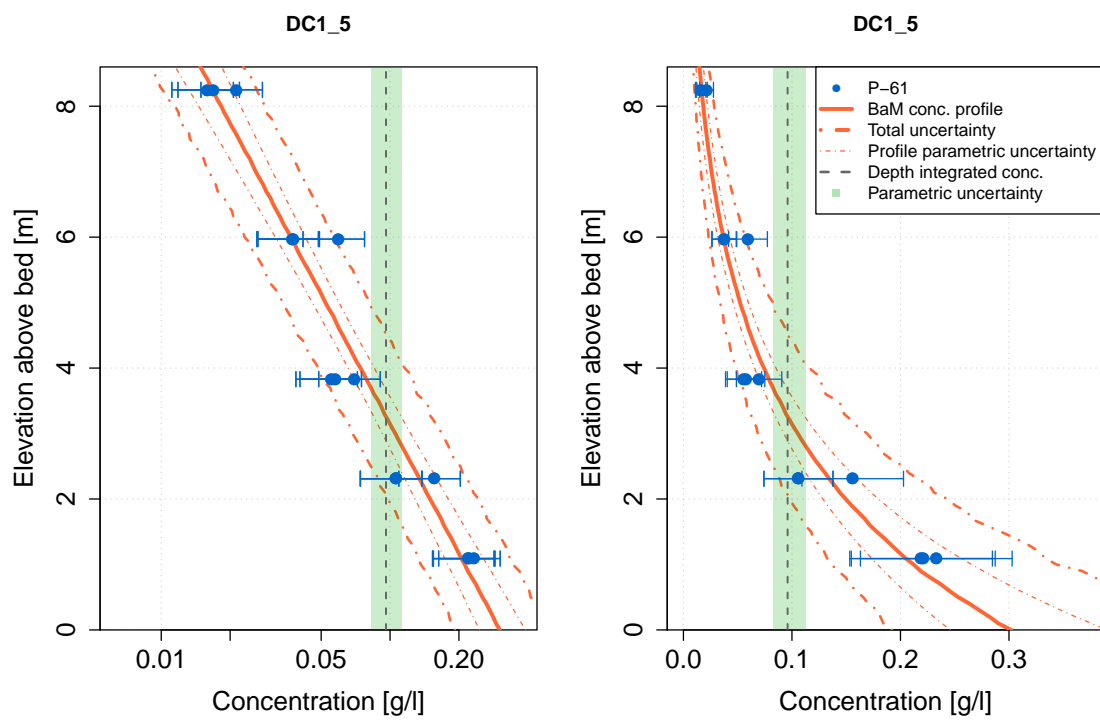 DC1_5
Elevation above bed [m]
8
6
4
2
0
0.01
0.05
0.20
Concentration [g/l]
DC1_5
Elevation above bed [m]
8
6
4
2
0
0.0
0.1
0.2
0.3
Concentration [g/l]
P−61
BaM conc. profile
Total uncertainty
Profile parametric uncertainty
Depth integrated conc.
Parametric uncertainty